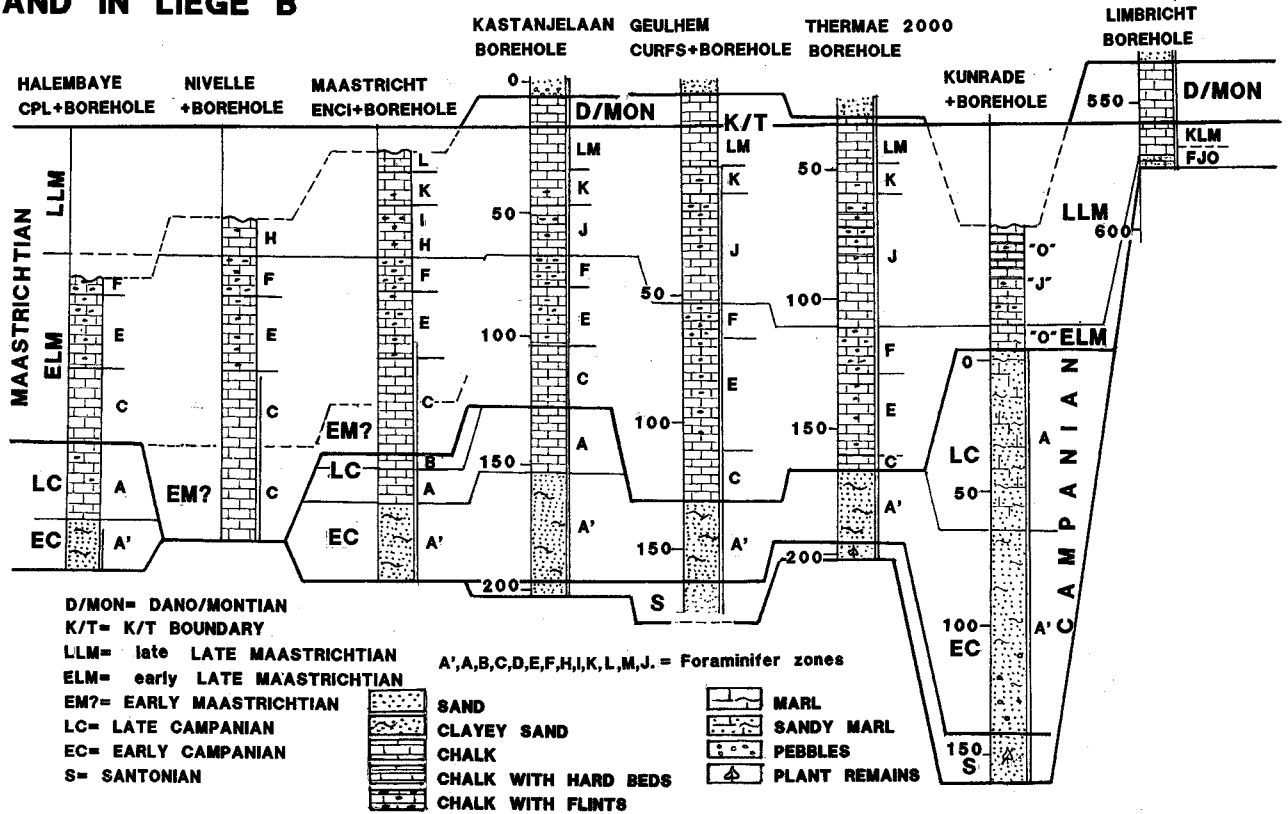 AND IN LIEGE B
HALEMBAYE
CPL+BOREHOLE
NIVELLE
+BOREHOLE
MAASTRICHT
ENCI+BOREHOLE
KASTANJELAAN
BOREHOLE
GEULHEM
CURFS+BOREHOLE
THERMAE 2000
BOREHOLE
KUNRADE
+BOREHOLE
LIMBRICHT
BOREHOLE
MAASTRICHTIAN
LLM
ELM
LC
EC
F
E
C
A
A'
H
F
E
C
C
EM?
L
K
I
H
F
E
C
B
A
A'
EM?
LC
EC
0
50
100
150
200
D/MON
LM
K
J
F
E
C
A
A'
50
100
150
S
K/T
LM
K
J
F
E
C
A'
50
100
150
200
LM
K
J
F
E
C
A'
0
50
100
150
LC
EC
S
"O"
"J"
"O"
A
A'
LLM
ELM
CAMPANIAN
550
600
D/MON
KLM
FJO
D/MON= DANO/MONTIAN
K/T= K/T BOUNDARY
LLM= late LATE MAASTRICHTIAN
ELM= early LATE MAASTRICHTIAN
EM?= EARLY MAASTRICHTIAN
LC= LATE CAMPANIAN
EC= EARLY CAMPANIAN
S= SANTONIAN
A',A,B,C,D,E,F,H,I,K,L,M,J.= Foraminifer zones
SAND
CLAYEY SAND
CHALK
CHALK WITH HARD BEDS
CHALK WITH FLINTS
MARL
SANDY MARL
PEBBLES
PLANT REMAINS